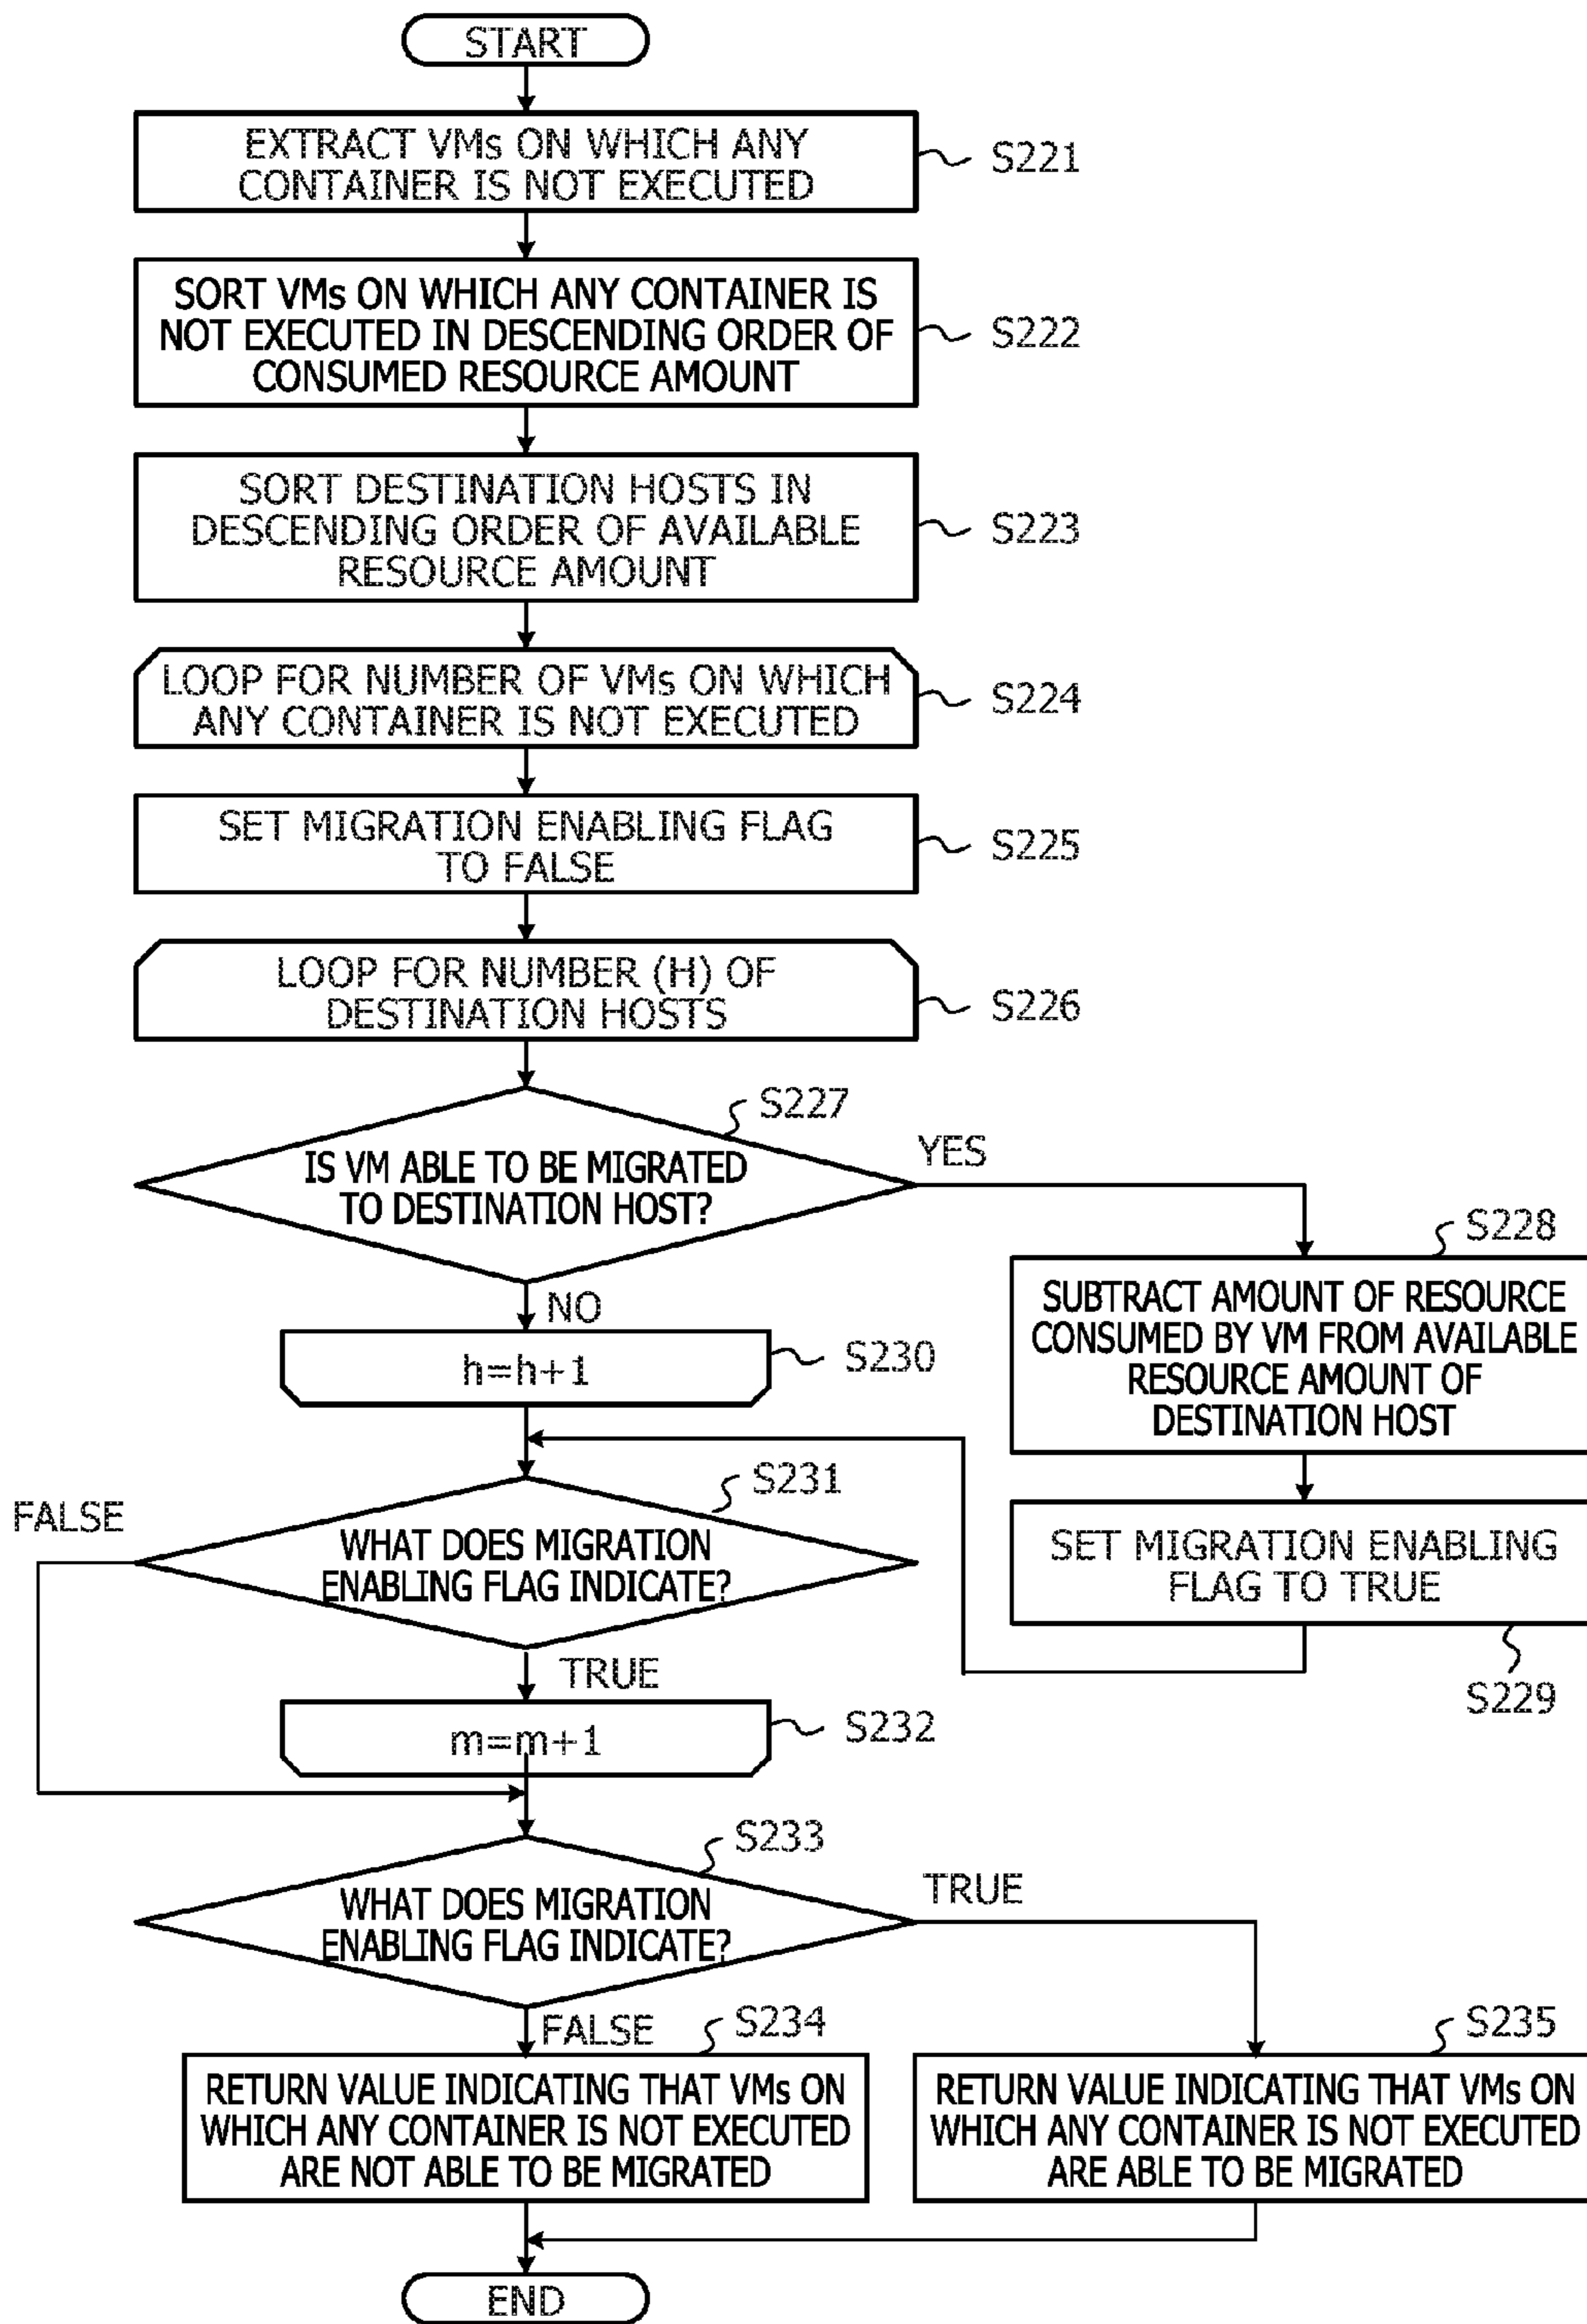 START
EXTRACT VMs ON WHICH ANY
CONTAINER IS NOT EXECUTED
S221
SORT VMs ON WHICH ANY CONTAINER IS
NOT EXECUTED IN DESCENDING ORDER OF
CONSUMED RESOURCE AMOUNT
S222
SORT DESTINATION HOSTS IN
DESCENDING ORDER OF AVAILABLE
RESOURCE AMOUNT
S223
LOOP FOR NUMBER OF VMs ON WHICH
ANY CONTAINER IS NOT EXECUTED
S224
SET MIGRATION ENABLING FLAG
TO FALSE
S225
LOOP FOR NUMBER (H) OF
DESTINATION HOSTS
S226
S227
IS VM ABLE TO BE MIGRATED
TO DESTINATION HOST?
YES
NO
S228
SUBTRACT AMOUNT OF RESOURCE
CONSUMED BY VM FROM AVAILABLE
RESOURCE AMOUNT OF
DESTINATION HOST
SET MIGRATION ENABLING
FLAG TO TRUE
S229
h=h+1
S230
S231
FALSE
WHAT DOES MIGRATION
ENABLING FLAG INDICATE?
TRUE
m=m+1
S232
S233
WHAT DOES MIGRATION
ENABLING FLAG INDICATE?
TRUE
FALSE
S234
RETURN VALUE INDICATING THAT VMs ON
WHICH ANY CONTAINER IS NOT EXECUTED
ARE NOT ABLE TO BE MIGRATED
S235
RETURN VALUE INDICATING THAT VMs ON
WHICH ANY CONTAINER IS NOT EXECUTED
ARE ABLE TO BE MIGRATED
END